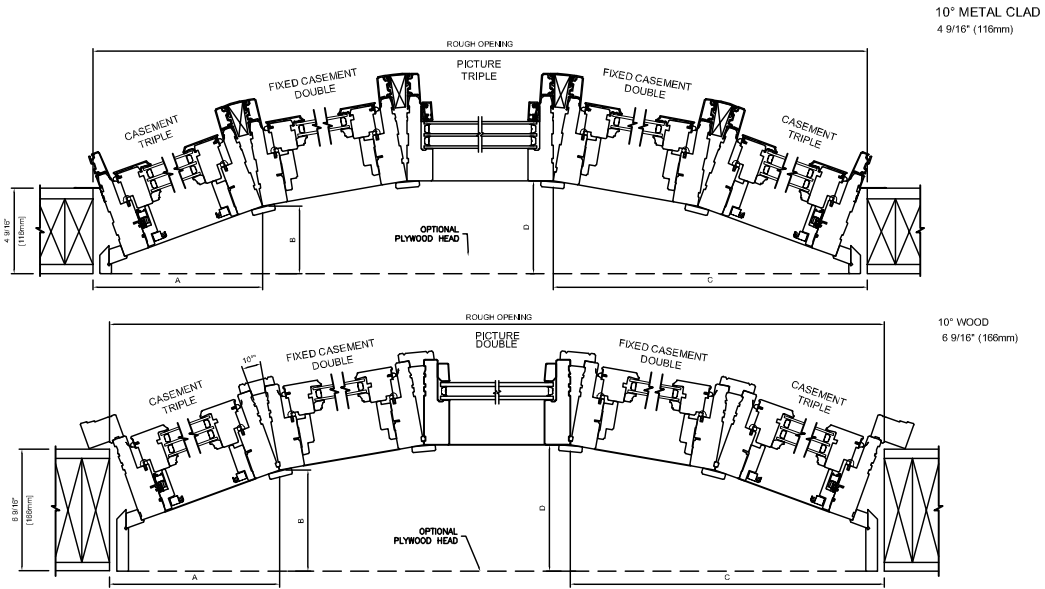 10° METAL CLAD
4 9/16" (116mm)
ROUGH OPENING
PICTURE
TRIPLE
FIXED CASEMENT
DOUBLE
FIXED CASEMENT
DOUBLE
CASEMENT
TRIPLE
CASEMENT
TRIPLE
4 9/16"
[116mm]
B
D
OPTIONAL
PLYWOOD HEAD
A
C
ROUGH OPENING
10° WOOD
6 9/16" (166mm)
PICTURE
DOUBLE
10°
FIXED CASEMENT
DOUBLE
FIXED CASEMENT
DOUBLE
CASEMENT
TRIPLE
CASEMENT
TRIPLE
6 9/16"
[166mm]
B
D
OPTIONAL
PLYWOOD HEAD
A
C